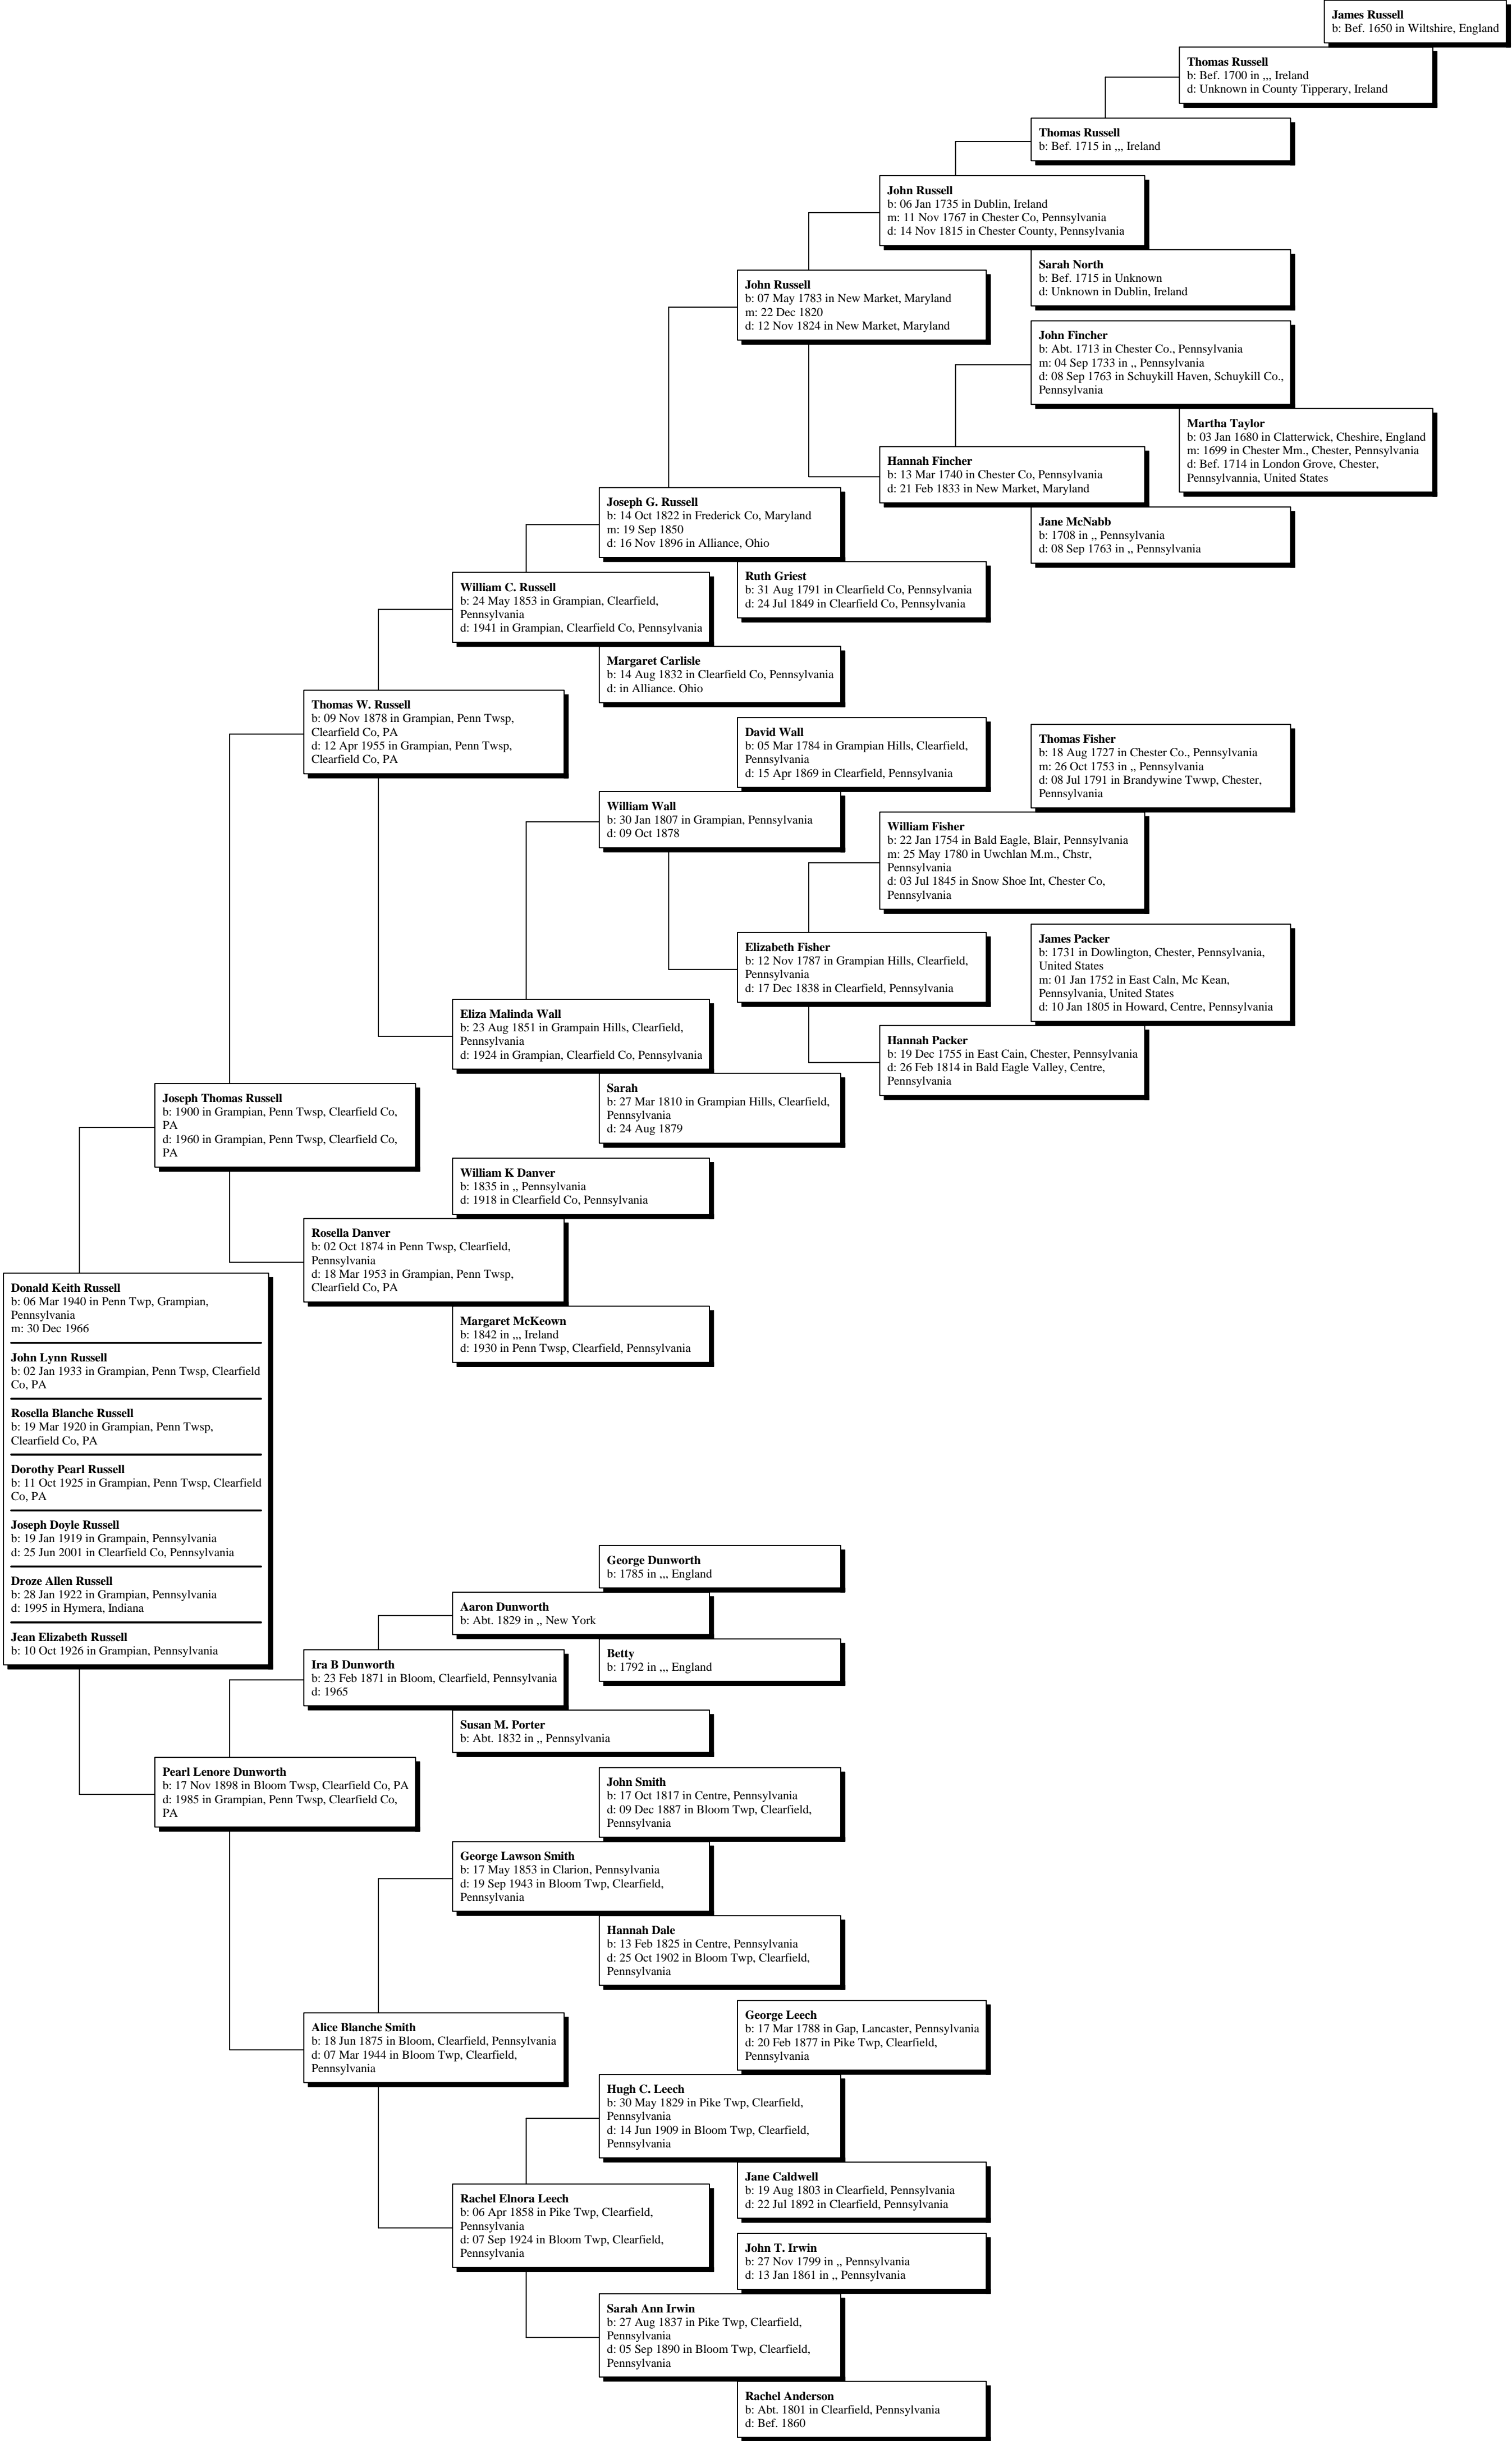 James Russell
b: Bef. 1650 in Wiltshire, England
Thomas Russell
b: Bef. 1700 in ,,, Ireland
d: Unknown in County Tipperary, Ireland
Thomas Russell
b: Bef. 1715 in ,,, Ireland
John Russell
b: 06 Jan 1735 in Dublin, Ireland
m: 11 Nov 1767 in Chester Co, Pennsylvania
d: 14 Nov 1815 in Chester County, Pennsylvania
Sarah North
b: Bef. 1715 in Unknown
d: Unknown in Dublin, Ireland
John Russell
b: 07 May 1783 in New Market, Maryland
m: 22 Dec 1820
d: 12 Nov 1824 in New Market, Maryland
John Fincher
b: Abt. 1713 in Chester Co., Pennsylvania
m: 04 Sep 1733 in ,, Pennsylvania
d: 08 Sep 1763 in Schuykill Haven, Schuykill Co.,
Pennsylvania
Martha Taylor
b: 03 Jan 1680 in Clatterwick, Cheshire, England
m: 1699 in Chester Mm., Chester, Pennsylvania
d: Bef. 1714 in London Grove, Chester,
Pennsylvannia, United States
Hannah Fincher
b: 13 Mar 1740 in Chester Co, Pennsylvania
d: 21 Feb 1833 in New Market, Maryland
Joseph G. Russell
b: 14 Oct 1822 in Frederick Co, Maryland
m: 19 Sep 1850
d: 16 Nov 1896 in Alliance, Ohio
Jane McNabb
b: 1708 in ,, Pennsylvania
d: 08 Sep 1763 in ,, Pennsylvania
Ruth Griest
b: 31 Aug 1791 in Clearfield Co, Pennsylvania
d: 24 Jul 1849 in Clearfield Co, Pennsylvania
William C. Russell
b: 24 May 1853 in Grampian, Clearfield,
Pennsylvania
d: 1941 in Grampian, Clearfield Co, Pennsylvania
Margaret Carlisle
b: 14 Aug 1832 in Clearfield Co, Pennsylvania
d: in Alliance. Ohio
Thomas W. Russell
b: 09 Nov 1878 in Grampian, Penn Twsp,
Clearfield Co, PA
d: 12 Apr 1955 in Grampian, Penn Twsp,
Clearfield Co, PA
David Wall
b: 05 Mar 1784 in Grampian Hills, Clearfield,
Pennsylvania
d: 15 Apr 1869 in Clearfield, Pennsylvania
Thomas Fisher
b: 18 Aug 1727 in Chester Co., Pennsylvania
m: 26 Oct 1753 in ,, Pennsylvania
d: 08 Jul 1791 in Brandywine Twwp, Chester,
Pennsylvania
William Wall
b: 30 Jan 1807 in Grampian, Pennsylvania
d: 09 Oct 1878
William Fisher
b: 22 Jan 1754 in Bald Eagle, Blair, Pennsylvania
m: 25 May 1780 in Uwchlan M.m., Chstr,
Pennsylvania
d: 03 Jul 1845 in Snow Shoe Int, Chester Co,
Pennsylvania
Elizabeth Fisher
b: 12 Nov 1787 in Grampian Hills, Clearfield,
Pennsylvania
d: 17 Dec 1838 in Clearfield, Pennsylvania
James Packer
b: 1731 in Dowlington, Chester, Pennsylvania,
United States
m: 01 Jan 1752 in East Caln, Mc Kean,
Pennsylvania, United States
d: 10 Jan 1805 in Howard, Centre, Pennsylvania
Eliza Malinda Wall
b: 23 Aug 1851 in Grampain Hills, Clearfield,
Pennsylvania
d: 1924 in Grampian, Clearfield Co, Pennsylvania
Hannah Packer
b: 19 Dec 1755 in East Cain, Chester, Pennsylvania
d: 26 Feb 1814 in Bald Eagle Valley, Centre,
Pennsylvania
Sarah
b: 27 Mar 1810 in Grampian Hills, Clearfield,
Pennsylvania
d: 24 Aug 1879
Joseph Thomas Russell
b: 1900 in Grampian, Penn Twsp, Clearfield Co,
PA
d: 1960 in Grampian, Penn Twsp, Clearfield Co,
PA
William K Danver
b: 1835 in ,, Pennsylvania
d: 1918 in Clearfield Co, Pennsylvania
Rosella Danver
b: 02 Oct 1874 in Penn Twsp, Clearfield,
Pennsylvania
d: 18 Mar 1953 in Grampian, Penn Twsp,
Clearfield Co, PA
Margaret McKeown
b: 1842 in ,,, Ireland
d: 1930 in Penn Twsp, Clearfield, Pennsylvania
Donald Keith Russell
b: 06 Mar 1940 in Penn Twp, Grampian,
Pennsylvania
m: 30 Dec 1966
John Lynn Russell
b: 02 Jan 1933 in Grampian, Penn Twsp, Clearfield
Co, PA
Rosella Blanche Russell
b: 19 Mar 1920 in Grampian, Penn Twsp,
Clearfield Co, PA
Dorothy Pearl Russell
b: 11 Oct 1925 in Grampian, Penn Twsp, Clearfield
Co, PA
Joseph Doyle Russell
b: 19 Jan 1919 in Grampain, Pennsylvania
d: 25 Jun 2001 in Clearfield Co, Pennsylvania
Droze Allen Russell
b: 28 Jan 1922 in Grampian, Pennsylvania
d: 1995 in Hymera, Indiana
Jean Elizabeth Russell
b: 10 Oct 1926 in Grampian, Pennsylvania
George Dunworth
b: 1785 in ,,, England
Aaron Dunworth
b: Abt. 1829 in ,, New York
Betty
b: 1792 in ,,, England
Ira B Dunworth
b: 23 Feb 1871 in Bloom, Clearfield, Pennsylvania
d: 1965
Susan M. Porter
b: Abt. 1832 in ,, Pennsylvania
Pearl Lenore Dunworth
b: 17 Nov 1898 in Bloom Twsp, Clearfield Co, PA
d: 1985 in Grampian, Penn Twsp, Clearfield Co,
PA
John Smith
b: 17 Oct 1817 in Centre, Pennsylvania
d: 09 Dec 1887 in Bloom Twp, Clearfield,
Pennsylvania
George Lawson Smith
b: 17 May 1853 in Clarion, Pennsylvania
d: 19 Sep 1943 in Bloom Twp, Clearfield,
Pennsylvania
Hannah Dale
b: 13 Feb 1825 in Centre, Pennsylvania
d: 25 Oct 1902 in Bloom Twp, Clearfield,
Pennsylvania
Alice Blanche Smith
b: 18 Jun 1875 in Bloom, Clearfield, Pennsylvania
d: 07 Mar 1944 in Bloom Twp, Clearfield,
Pennsylvania
George Leech
b: 17 Mar 1788 in Gap, Lancaster, Pennsylvania
d: 20 Feb 1877 in Pike Twp, Clearfield,
Pennsylvania
Hugh C. Leech
b: 30 May 1829 in Pike Twp, Clearfield,
Pennsylvania
d: 14 Jun 1909 in Bloom Twp, Clearfield,
Pennsylvania
Jane Caldwell
b: 19 Aug 1803 in Clearfield, Pennsylvania
d: 22 Jul 1892 in Clearfield, Pennsylvania
Rachel Elnora Leech
b: 06 Apr 1858 in Pike Twp, Clearfield,
Pennsylvania
d: 07 Sep 1924 in Bloom Twp, Clearfield,
Pennsylvania
John T. Irwin
b: 27 Nov 1799 in ,, Pennsylvania
d: 13 Jan 1861 in ,, Pennsylvania
Sarah Ann Irwin
b: 27 Aug 1837 in Pike Twp, Clearfield,
Pennsylvania
d: 05 Sep 1890 in Bloom Twp, Clearfield,
Pennsylvania
Rachel Anderson
b: Abt. 1801 in Clearfield, Pennsylvania
d: Bef. 1860